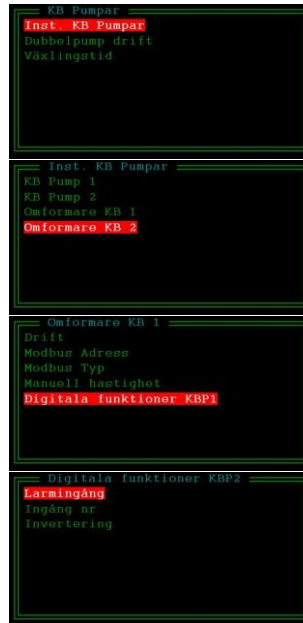 KB Pumpar
Inst. KB Pumpar
Dubbelpump drift
Växlingstid
Inst. KB Pumpar
KB Pump 1
KB Pump 2
Omformare KB 1
Omformare KB 2
Omformare KB 1
Drift
Modbus Adress
Modbus Typ
Manuell hastighet
Digitala funktioner KBP1
Digitala funktioner KBP2
Larmingång
Ingång nr
Invertering